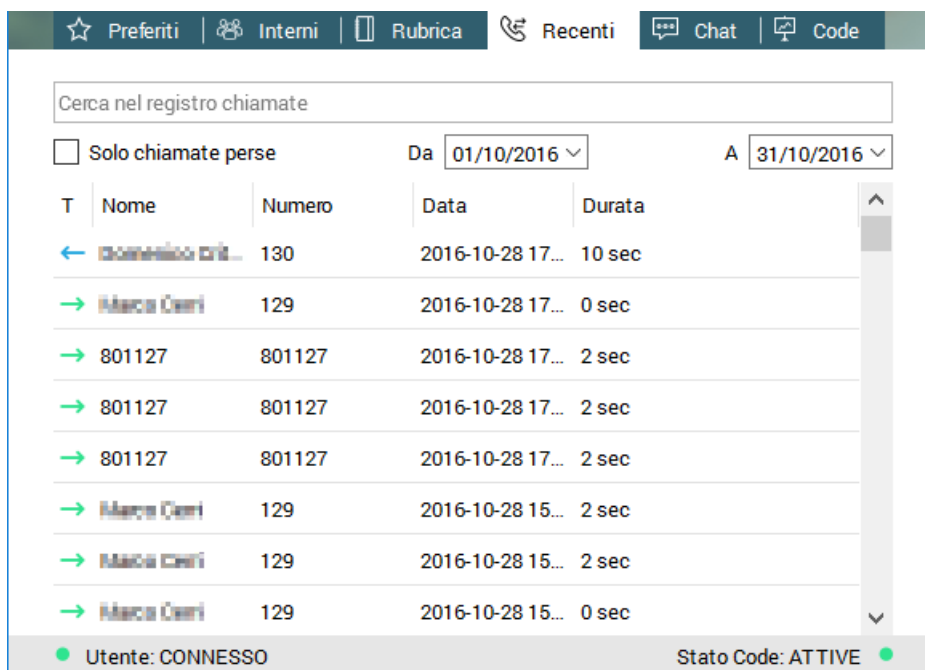 Preferiti Interni Rubrica Recenti Chat Code
Cerca nel registro chiamate
Solo chiamate perse Da 01/10/2016 A 31/10/2016
T Nome Numero Data Durata
130 2016-10-28 17... 10 sec
129 2016-10-28 17... 0 sec
801127 801127 2016-10-28 17... 2 sec
801127 801127 2016-10-28 17... 2 sec
801127 801127 2016-10-28 17... 2 sec
129 2016-10-28 15... 2 sec
129 2016-10-28 15... 2 sec
129 2016-10-28 15... 0 sec
Utente: CONNESSO Stato Code: ATTIVE